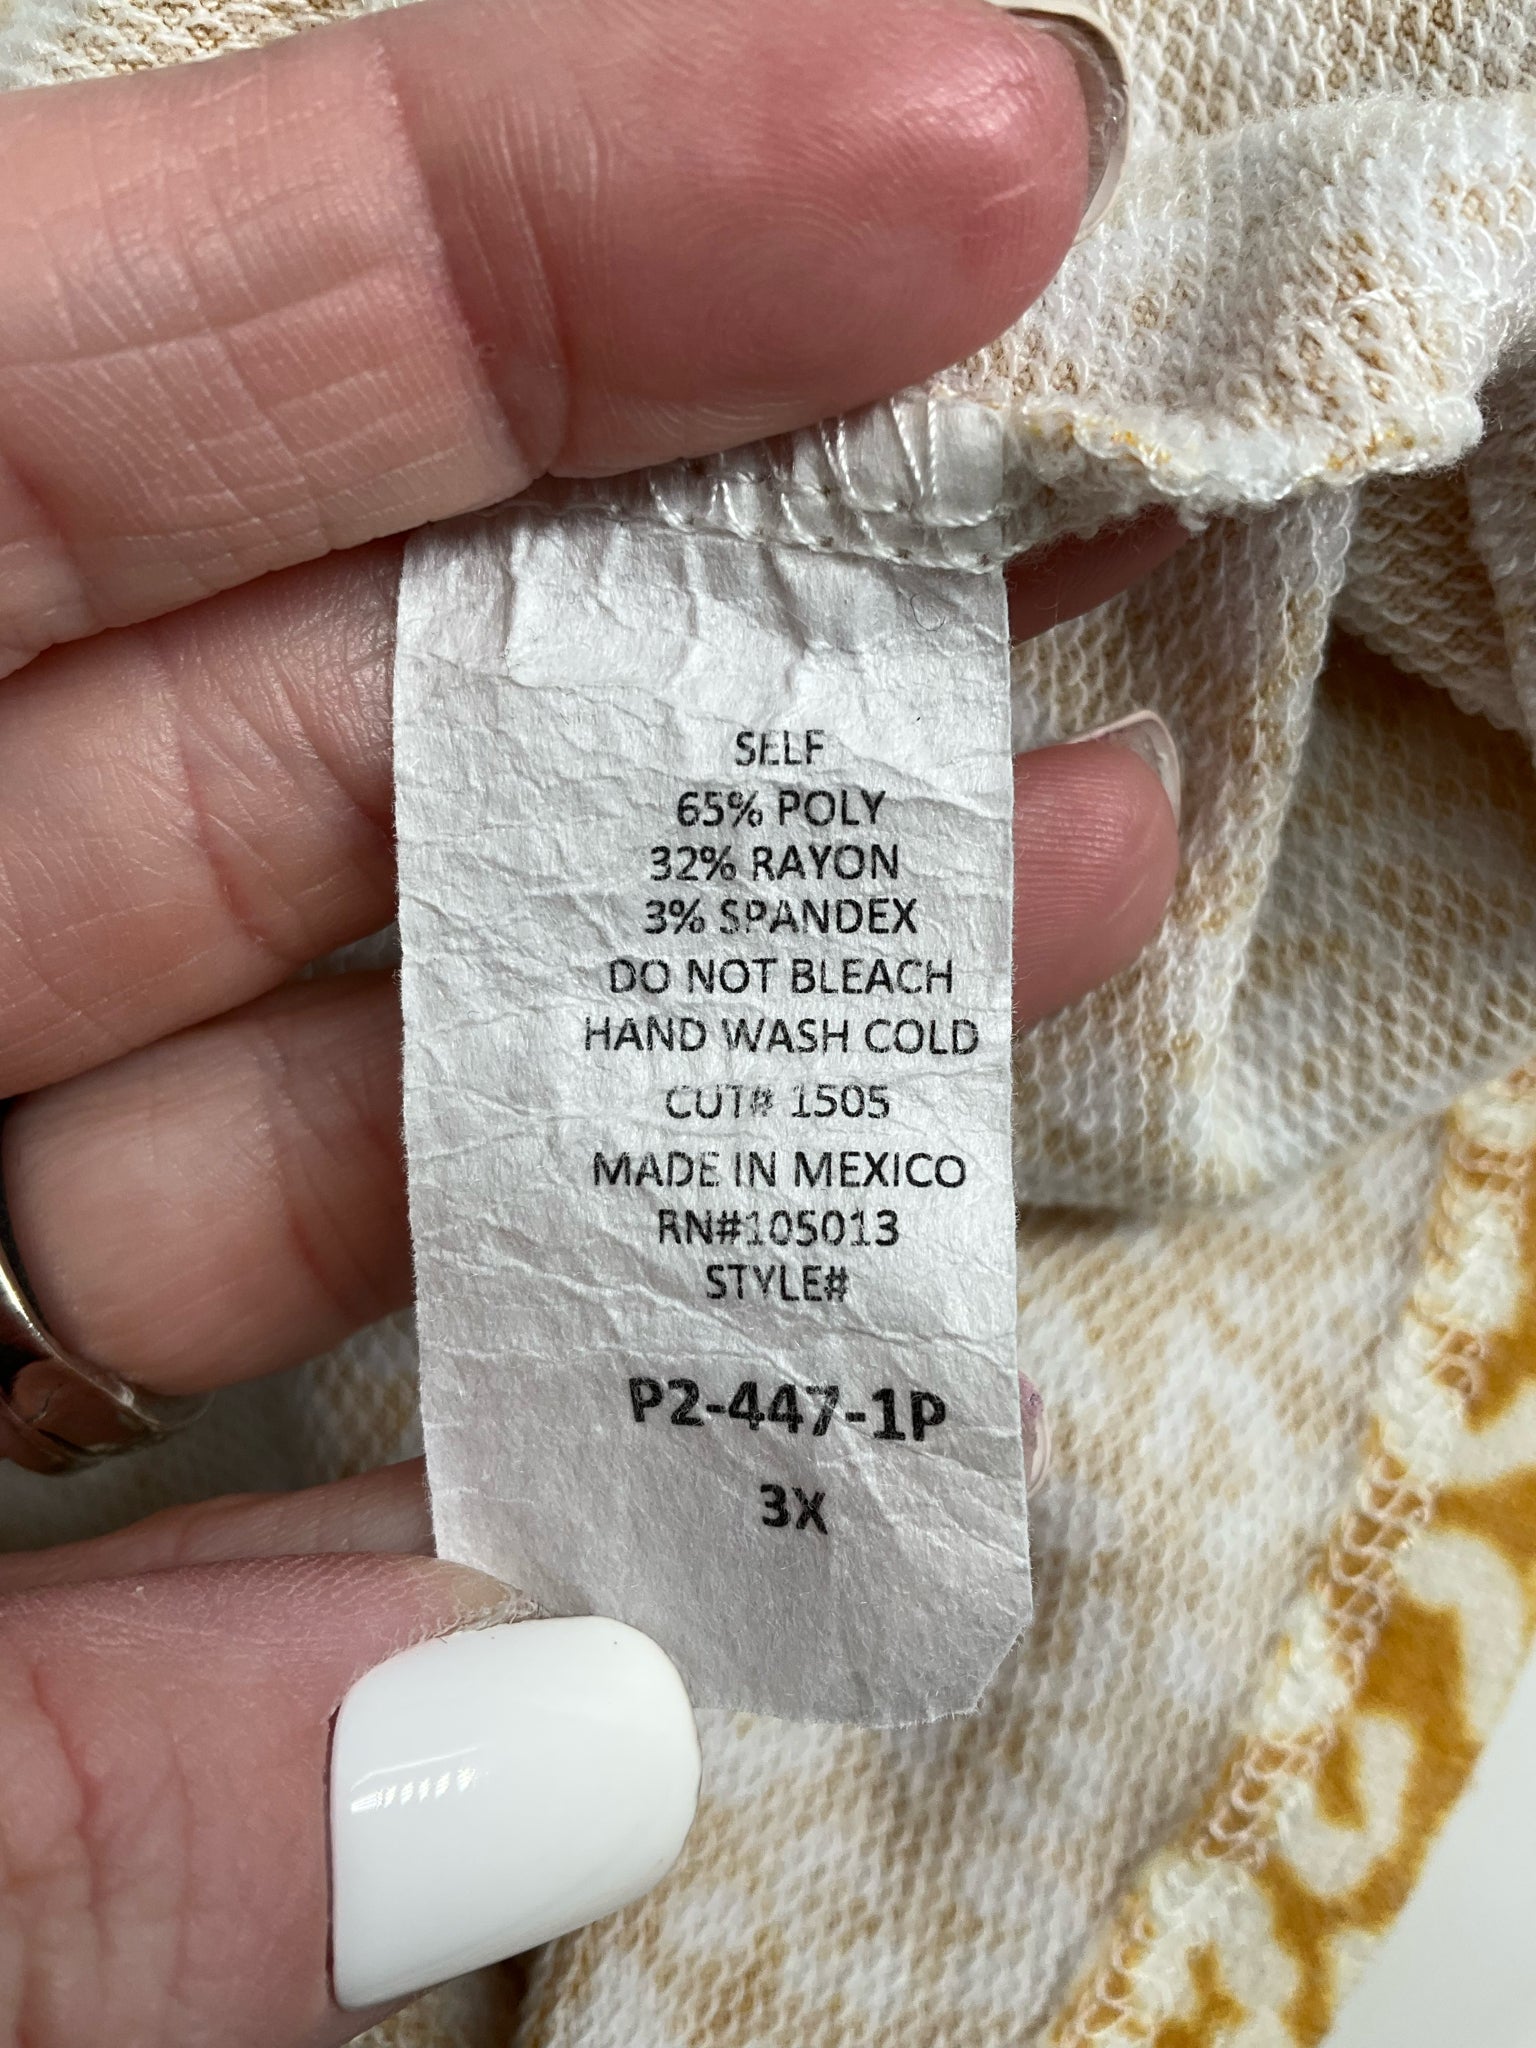 SELF
65% POLY
32% RAYON
3% SPANDEX
DO NOT BLEACH
HAND WASH COLD
CUT# 1505
MADE IN MEXICO
RN#105013
STYLE#
P2-447-1P
3X